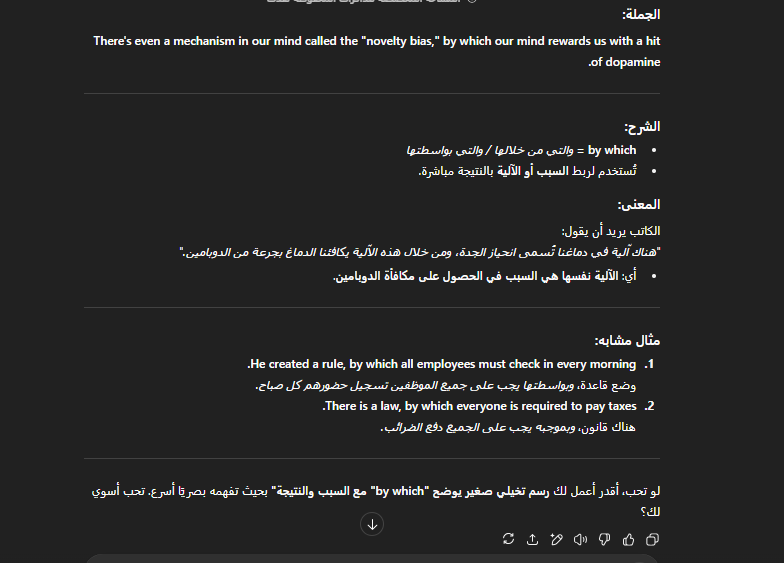 الجملة:
There's even a mechanism in our mind called the "novelty bias," by which our mind rewards us with a hit
of dopamine.
الشرح:
by which = والتي من خلالها / والتي بواسطتها
تُستخدم لربط السبب أو الآلية بالنتيجة مباشرة.
المعنى:
الكاتب يريد أن يقول:
"هناك آلية في دماغنا تُسمى انحياز الجدة، ومن خلال هذه الآلية يكافئنا الدماغ بجرعة من الدوبامين."
أي: الآلية نفسها هي السبب في الحصول على مكافأة الدوبامين.
مثال مشابه:
1. He created a rule, by which all employees must check in every morning.
وضع قاعدة، وبواسطتها يجب على جميع الموظفين تسجيل حضورهم كل صباح.
2. There is a law, by which everyone is required to pay taxes.
هناك قانون، وبموجبه يجب على الجميع دفع الضرائب.
لو تحب، أقدر أعمل لك رسم تخيلي صغير يوضح "by which" مع السبب والنتيجة" بحيث تفهمه بصريًا أسرع. تحب أسوي
لك؟